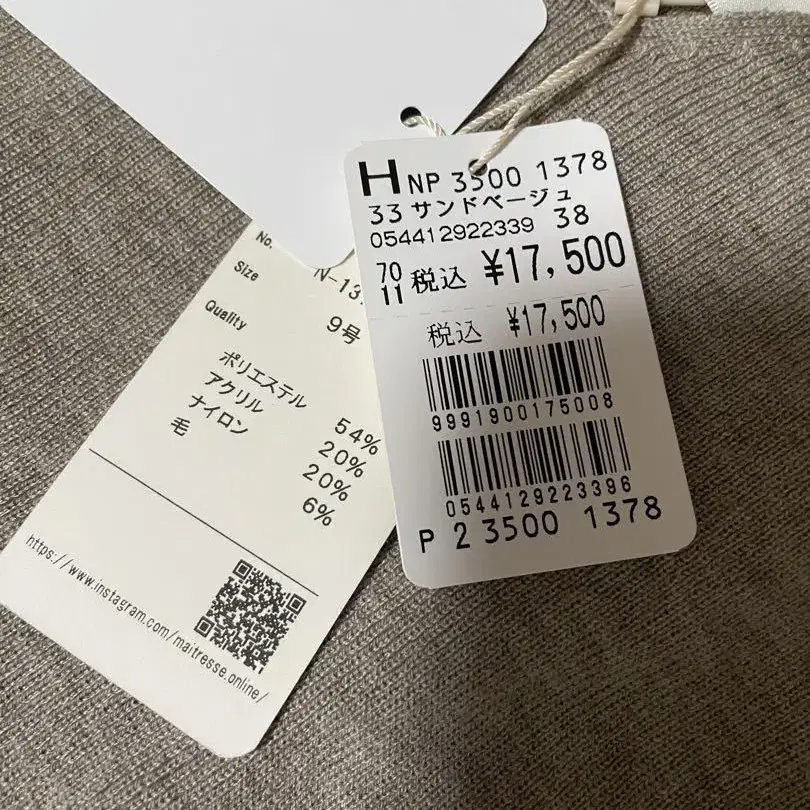 H NP 3500 1378
33 サンドベージュ
054412922339 38
70
11 税込 ¥17,500
税込 ¥17,500
9991900175008
0544129223396
P 2 3500 1378
No.
Size 9号
Quality
ポリエステル 54%
アクリル 20%
ナイロン 20%
毛 6%
https://www.instagram.com/maitresse.online/